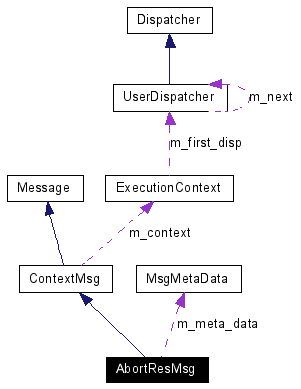 Dispatcher
UserDispatcher
m_next
m_first_disp
Message
ExecutionContext
m_context
ContextMsg
MsgMetaData
m_meta_data
AbortResMsg